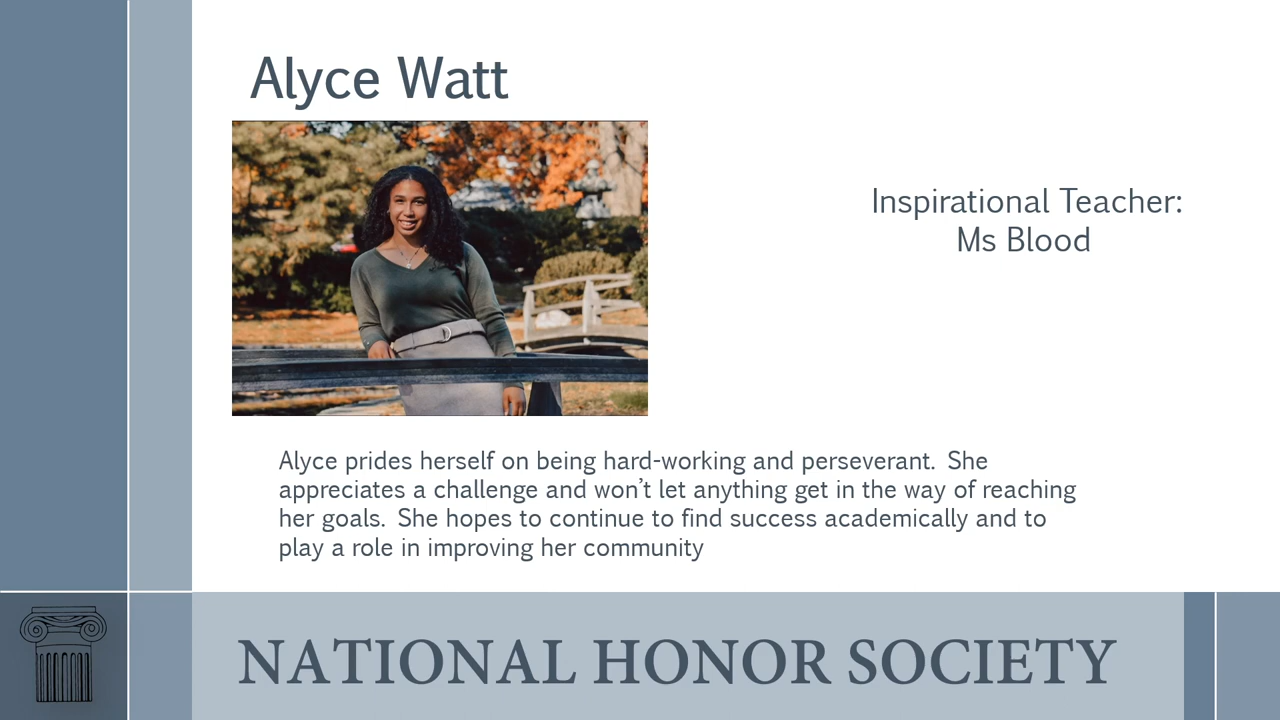 Alyce Watt
Inspirational Teacher:
Ms Blood
Alyce prides herself on being hard-working and perseverant.  She
appreciates a challenge and won’t let anything get in the way of reaching
her goals.  She hopes to continue to find success academically and to
play a role in improving her community
NATIONAL HONOR SOCIETY